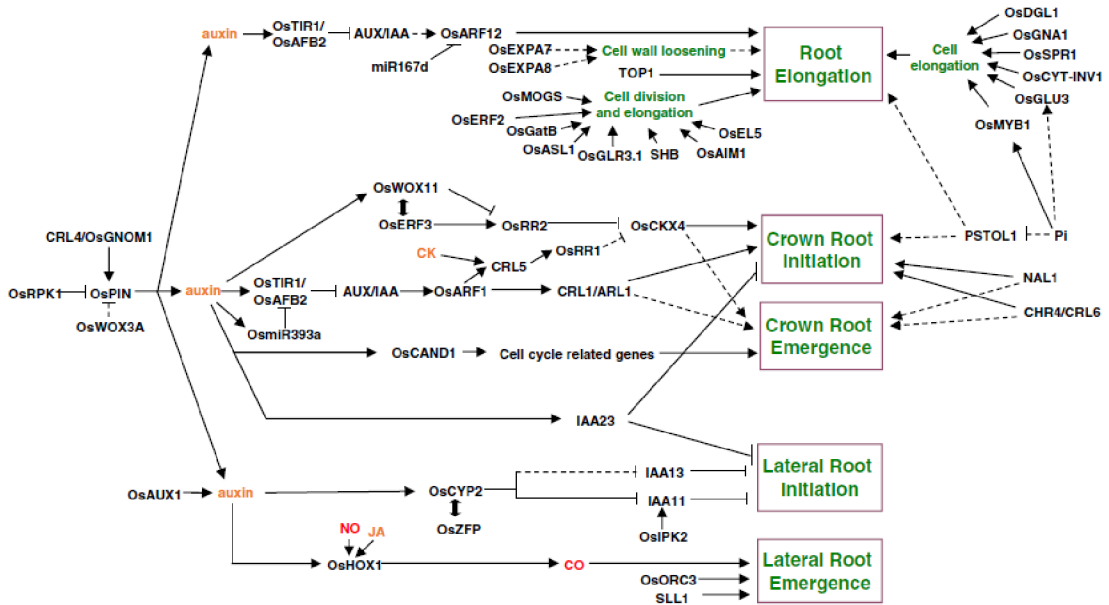 auxin
OsTIR1/
OsAFB2
AUX/IAA
OsARF12
miR167d
OsEXPA7
OsEXPA8
Cell wall loosening
TOP1
Root
Elongation
Cell
elongation
OsDGL1
OsGNA1
OsSPR1
OsCYT-INV1
OsGLU3
OsMYB1
OsMOGS
OsERF2
OsGatB
OsASL1
Cell division
and elongation
OsGLR3.1
SHB
OsAIM1
OsEL5
OsWOX11
OsERF3
OsRR2
OsCKX4
CK
CRL5
OsRR1
Crown Root
Initiation
PSTOL1
Pi
CRL4/OsGNOM1
OsRPK1
OsPIN
OsWOX3A
auxin
OsTIR1/
OsAFB2
AUX/IAA
OsARF1
CRL1/ARL1
OsmiR393a
NAL1
CHR4/CRL6
Crown Root
Emergence
OsCAND1
Cell cycle related genes
IAA23
OsAUX1
auxin
OsCYP2
OsZFP
IAA13
IAA11
OsIPK2
Lateral Root
Initiation
NO
JA
OsHOX1
CO
OsORC3
SLL1
Lateral Root
Emergence